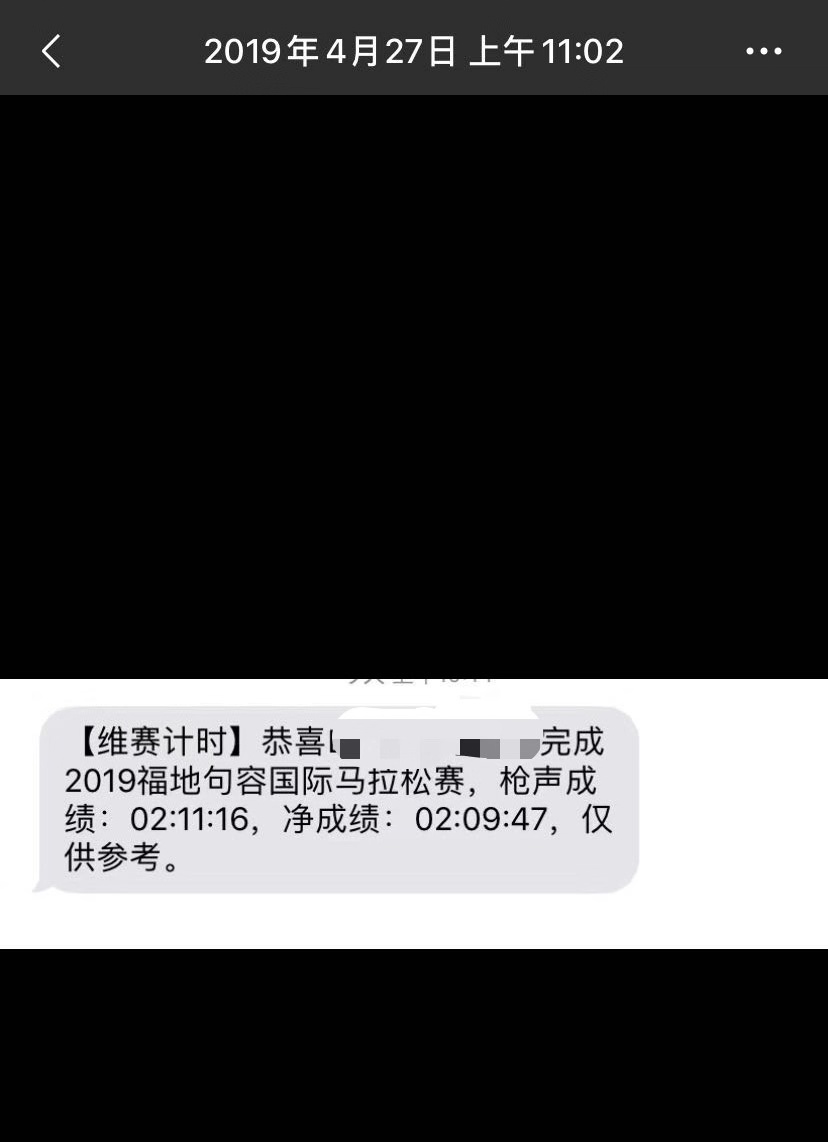 2019年4月27日 上午11:02
【维赛计时】恭喜 完成
2019福地句容国际马拉松赛，枪声成
绩：02:11:16，净成绩：02:09:47，仅
供参考。